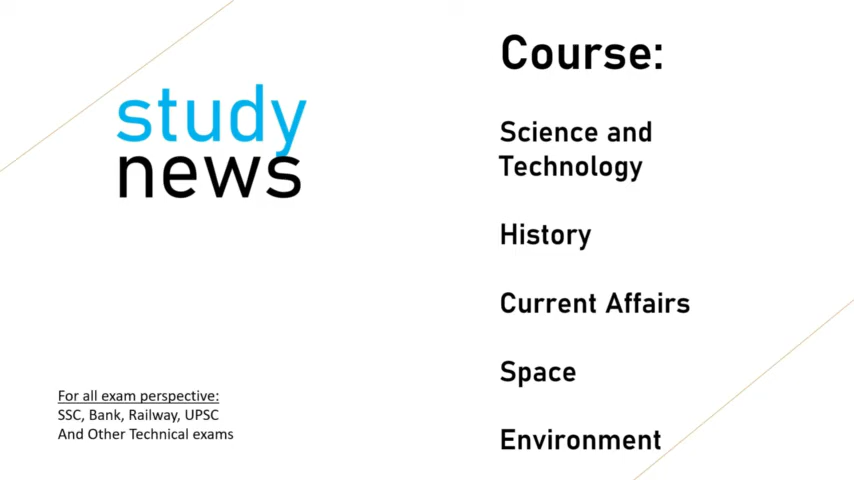 study
news
For all exam perspective:
SSC, Bank, Railway, UPSC
And Other Technical exams
Course:
Science and
Technology
History
Current Affairs
Space
Environment